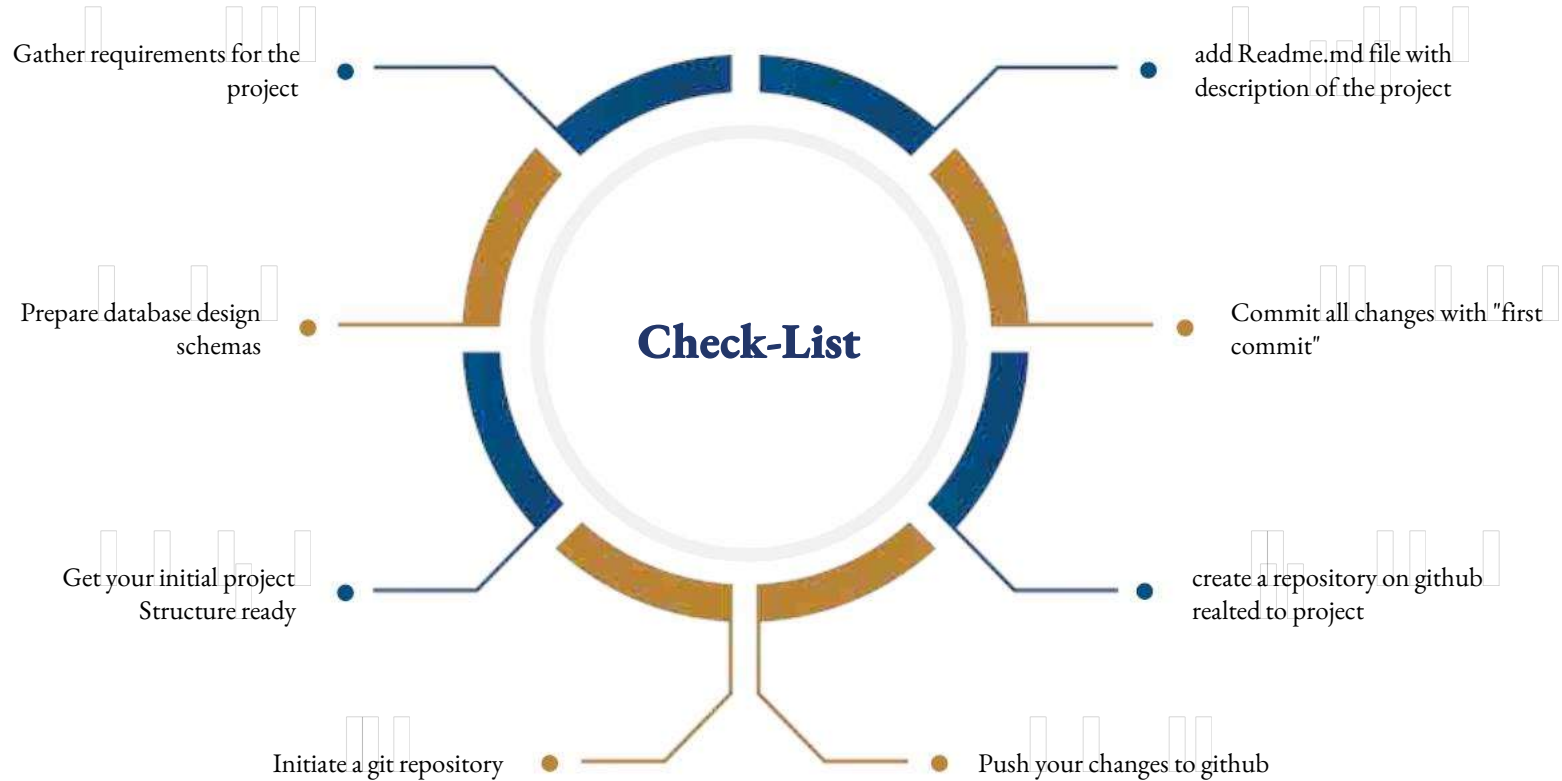 Gather requirements for the
project
Prepare database design
schemas
Get your initial project
Structure ready
Initiate a git repository
Check-List
add Readme.md file with
description of the project
Commit all changes with "first
commit"
create a repository on github
realted to project
Push your changes to github